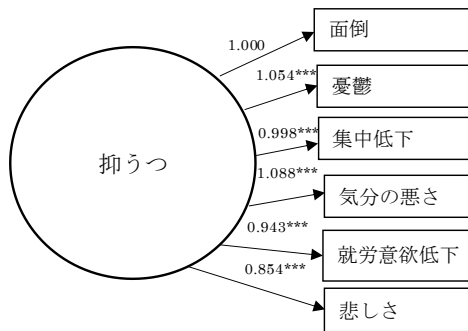 1.000
面倒
1.054***
憂鬱
0.998***
集中低下
抑うつ
1.088***
気分の悪さ
0.943***
就労意欲低下
0.854***
悲しさ